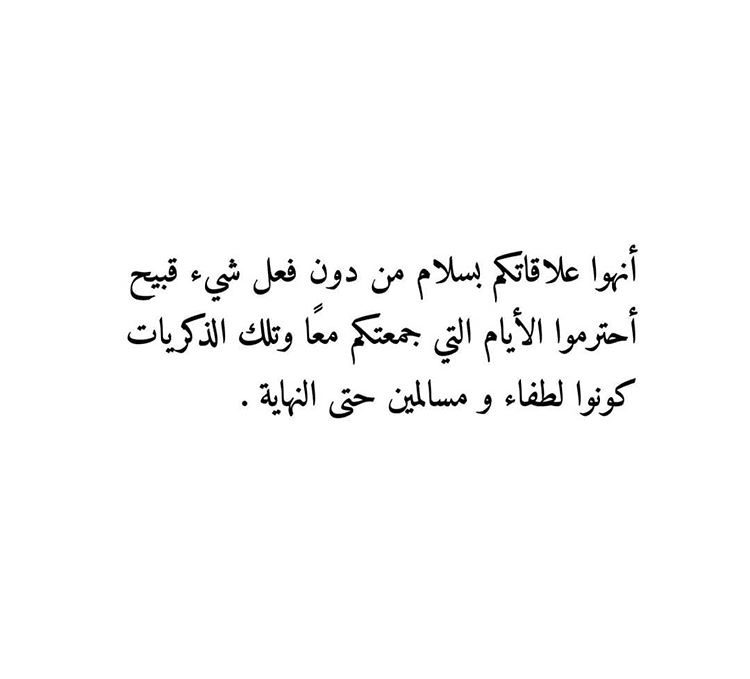 أنهوا علاقاتكم بسلام من دون فعل شيء قبيح
أحترموا الأيام التي جمعتكم معًا وتلك الذكريات
كونوا لطفاء و مسالمين حتى النهاية .